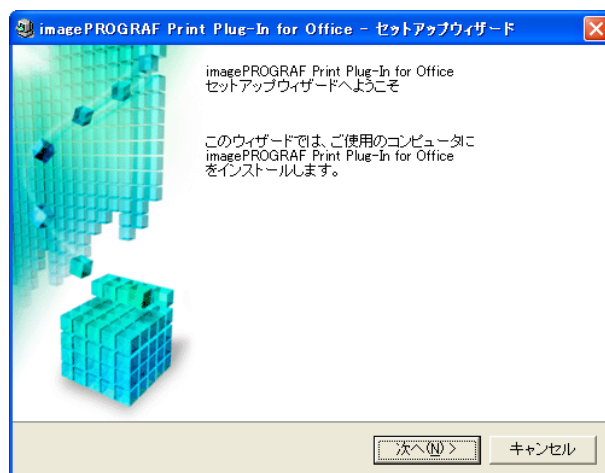 imagePROGRAF Print Plug-In for Office - セットアップウィザード
imagePROGRAF Print Plug-In for Office
セットアップウィザードへようこそ
このウィザードでは、ご使用のコンピュータに
imagePROGRAF Print Plug-In for Office
をインストールします。
次へ(N) >
キャンセル